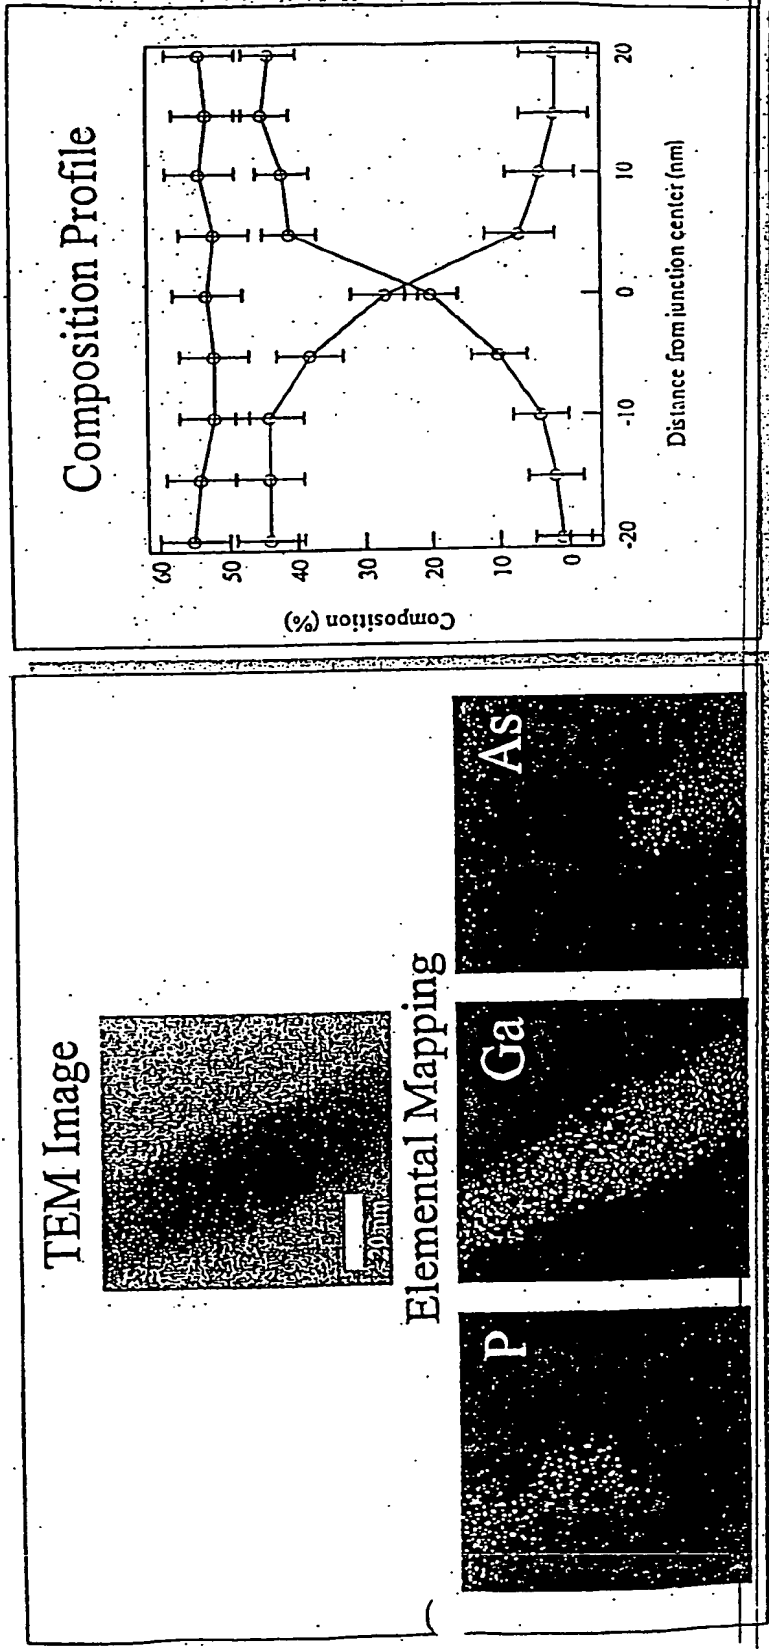 TEM Image
20nm
Elemental Mapping
P
Ga
As
Composition Profile
Composition (%)
60
50
40
30
20
10
0
-20
-10
0
10
20
Distance from junction center (nm)